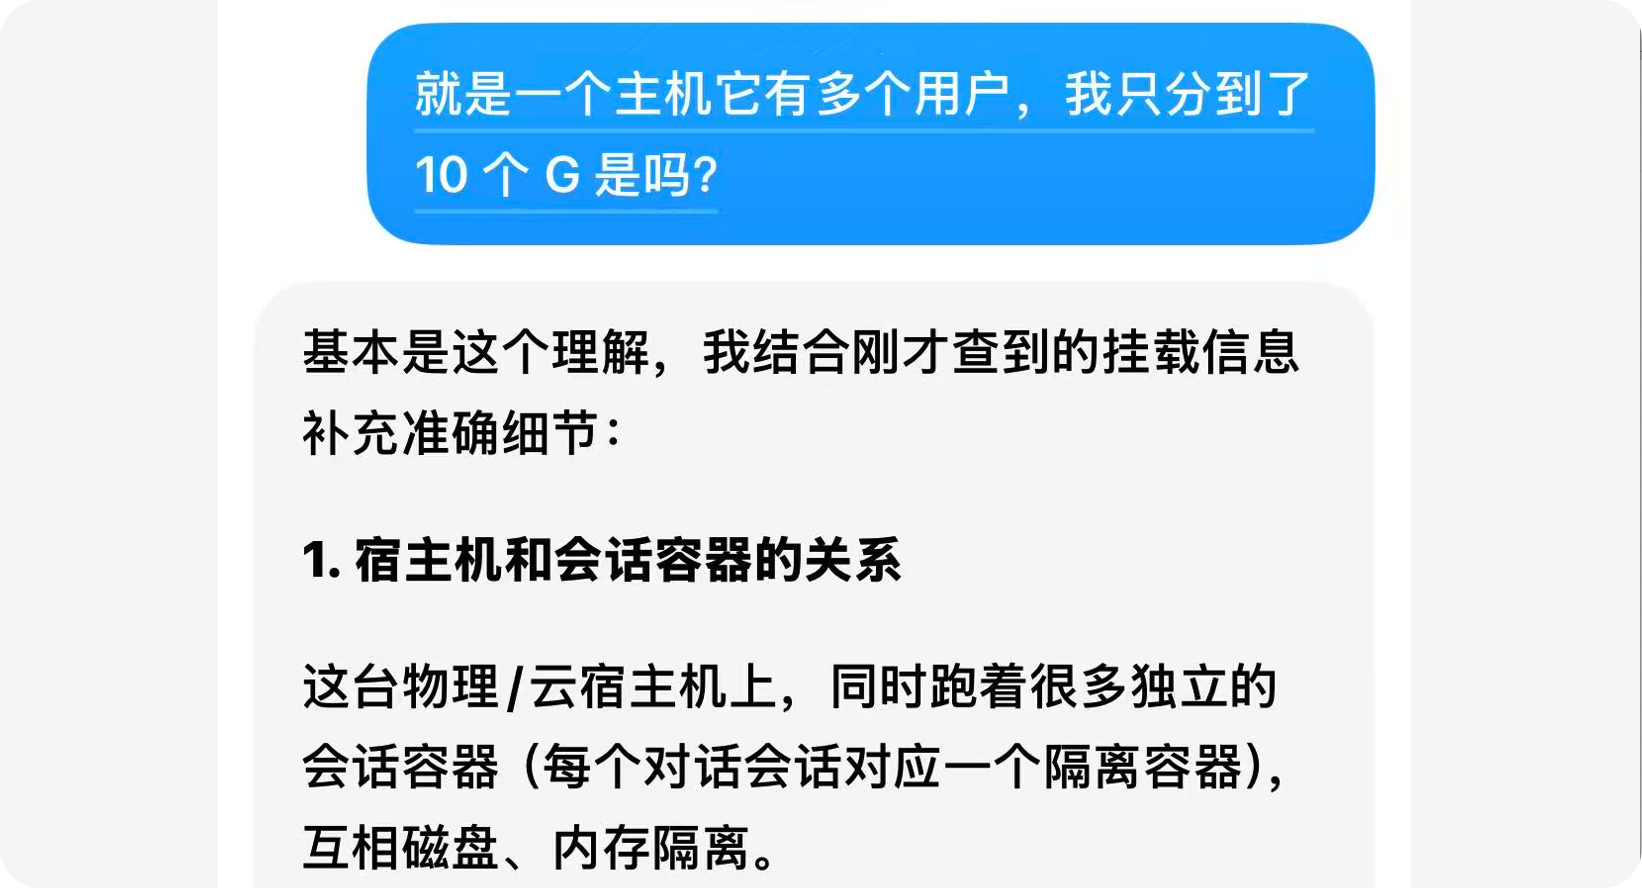 就是一个主机它有多个用户，我只分到了
10 个 G 是吗?
基本是这个理解，我结合刚才查到的挂载信息
补充准确细节：
1. 宿主机和会话容器的关系
这台物理/云宿主机上，同时跑着很多独立的
会话容器（每个对话会话对应一个隔离容器），
互相磁盘、内存隔离。